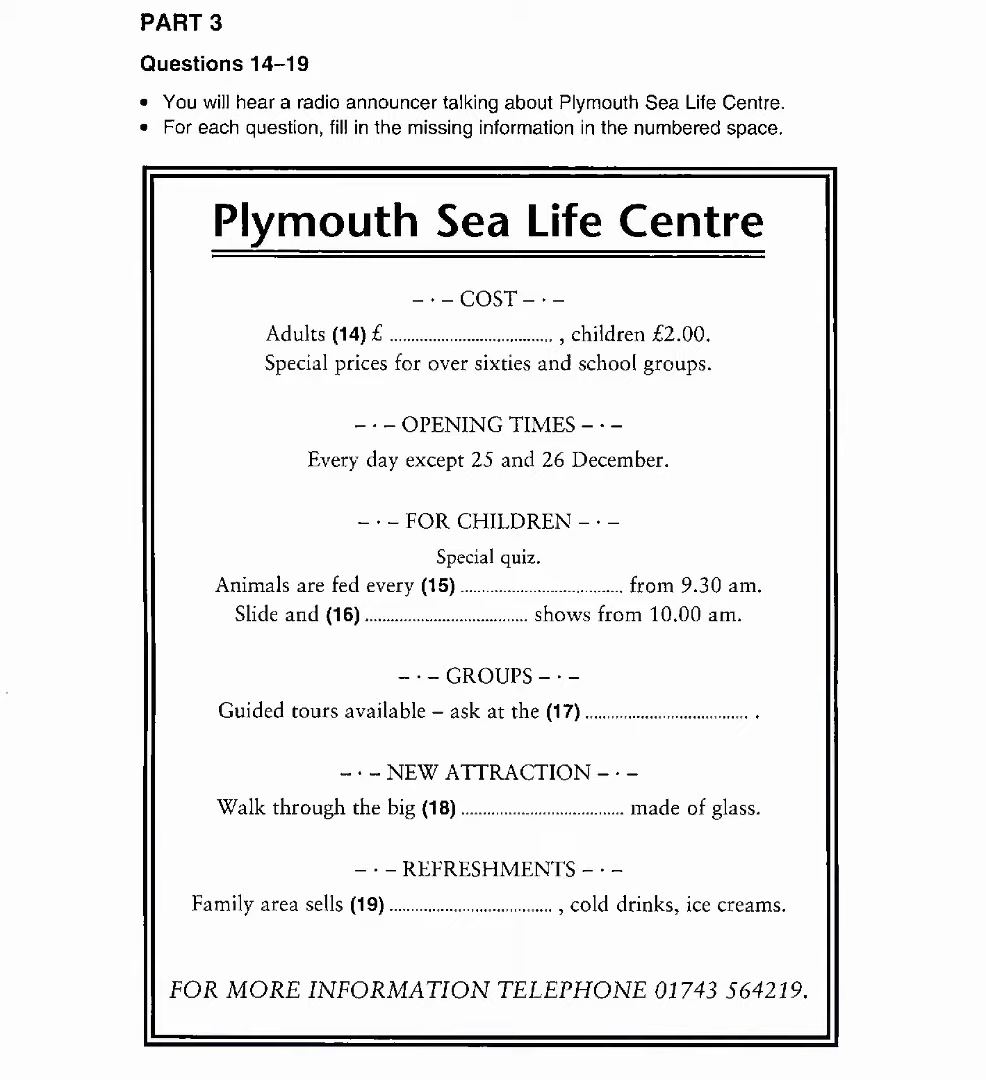 PART 3
Questions 14–19
• You will hear a radio announcer talking about Plymouth Sea Life Centre.
• For each question, fill in the missing information in the numbered space.
Plymouth Sea Life Centre
– · – COST – · –
Adults (14) £ ...................................... , children £2.00.
Special prices for over sixties and school groups.
– · – OPENING TIMES – · –
Every day except 25 and 26 December.
– · – FOR CHILDREN – · –
Special quiz.
Animals are fed every (15) ...................................... from 9.30 am.
Slide and (16) ...................................... shows from 10.00 am.
– · – GROUPS – · –
Guided tours available – ask at the (17) ...................................... .
– · – NEW ATTRACTION – · –
Walk through the big (18) ...................................... made of glass.
– · – REFRESHMENTS – · –
Family area sells (19) ...................................... , cold drinks, ice creams.
FOR MORE INFORMATION TELEPHONE 01743 564219.